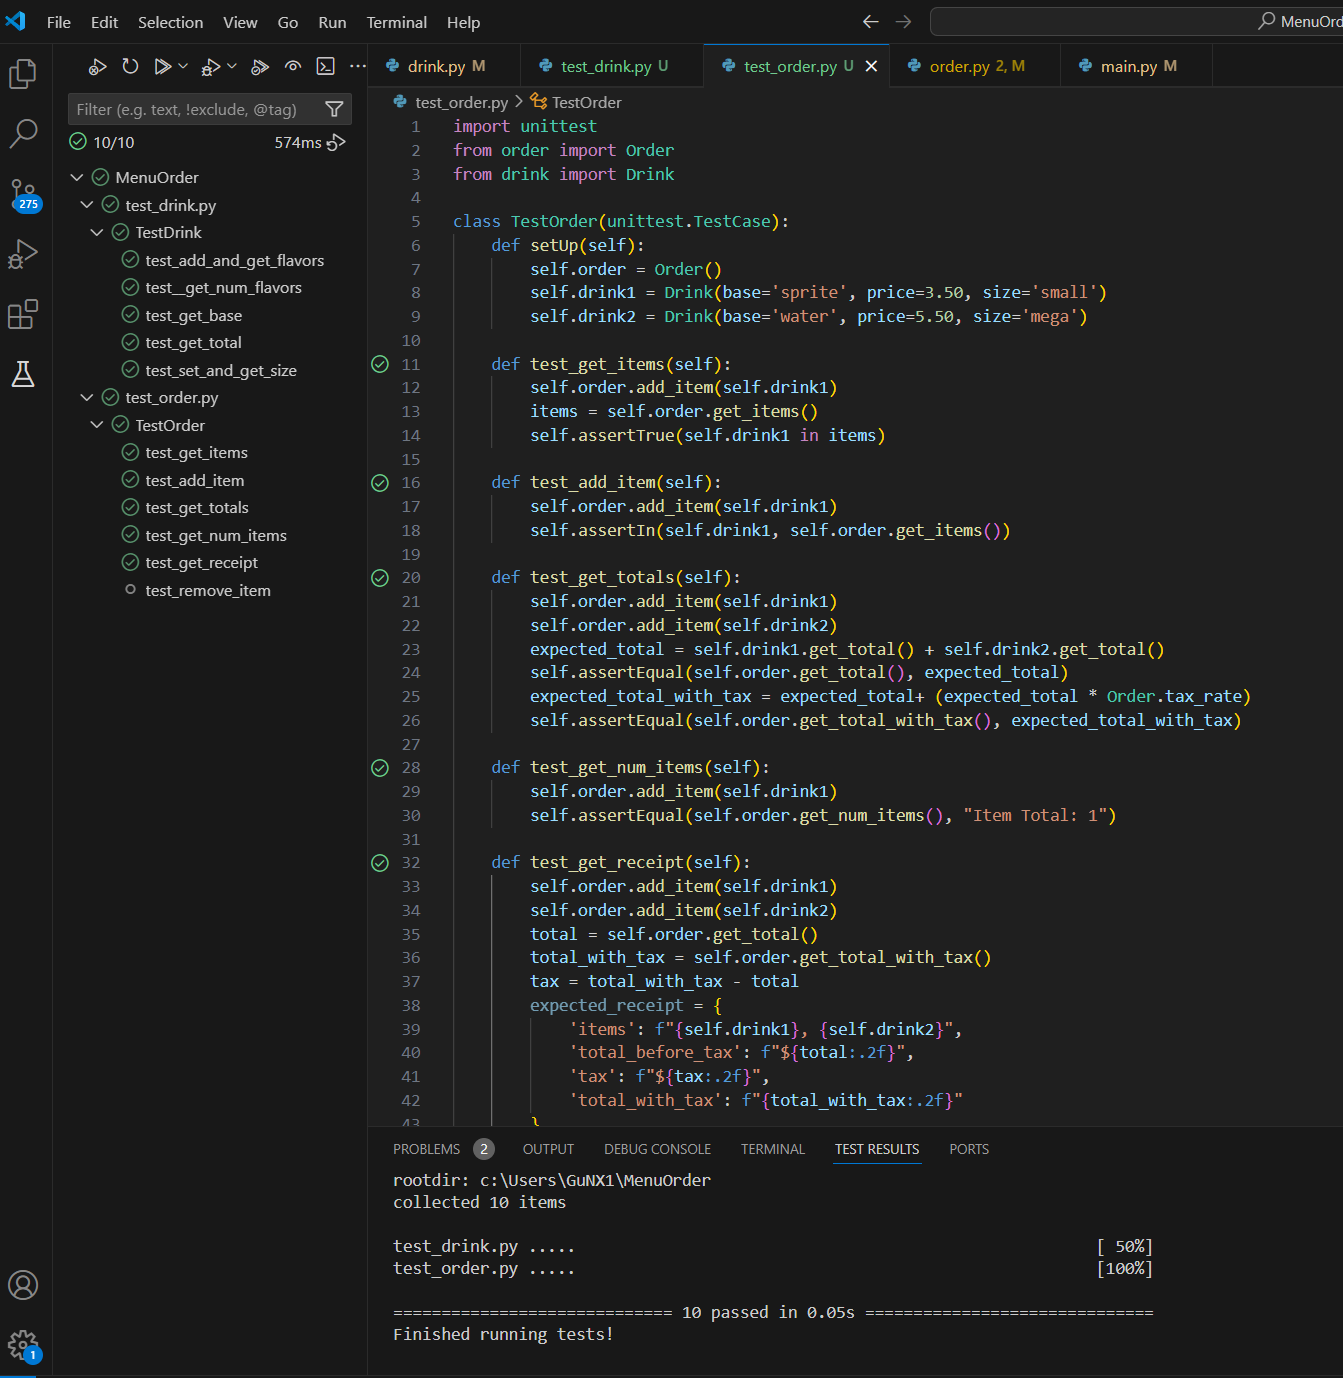 File Edit Selection View Go Run Terminal Help
MenuOrd
drink.py M test_drink.py U test_order.py U order.py 2, M main.py M
Filter (e.g. text, !exclude, @tag)
10/10 574ms
275
MenuOrder
test_drink.py
TestDrink
test_add_and_get_flavors
test__get_num_flavors
test_get_base
test_get_total
test_set_and_get_size
test_order.py
TestOrder
test_get_items
test_add_item
test_get_totals
test_get_num_items
test_get_receipt
test_remove_item
1
test_order.py > TestOrder
1 import unittest
2 from order import Order
3 from drink import Drink
4
5 class TestOrder(unittest.TestCase):
6 def setUp(self):
7 self.order = Order()
8 self.drink1 = Drink(base='sprite', price=3.50, size='small')
9 self.drink2 = Drink(base='water', price=5.50, size='mega')
10
11 def test_get_items(self):
12 self.order.add_item(self.drink1)
13 items = self.order.get_items()
14 self.assertTrue(self.drink1 in items)
15
16 def test_add_item(self):
17 self.order.add_item(self.drink1)
18 self.assertIn(self.drink1, self.order.get_items())
19
20 def test_get_totals(self):
21 self.order.add_item(self.drink1)
22 self.order.add_item(self.drink2)
23 expected_total = self.drink1.get_total() + self.drink2.get_total()
24 self.assertEqual(self.order.get_total(), expected_total)
25 expected_total_with_tax = expected_total+ (expected_total * Order.tax_rate)
26 self.assertEqual(self.order.get_total_with_tax(), expected_total_with_tax)
27
28 def test_get_num_items(self):
29 self.order.add_item(self.drink1)
30 self.assertEqual(self.order.get_num_items(), "Item Total: 1")
31
32 def test_get_receipt(self):
33 self.order.add_item(self.drink1)
34 self.order.add_item(self.drink2)
35 total = self.order.get_total()
36 total_with_tax = self.order.get_total_with_tax()
37 tax = total_with_tax - total
38 expected_receipt = {
39 'items': f"{self.drink1}, {self.drink2}",
40 'total_before_tax': f"${total:.2f}",
41 'tax': f"${tax:.2f}",
42 'total_with_tax': f"{total_with_tax:.2f}"
43 }
PROBLEMS 2 OUTPUT DEBUG CONSOLE TERMINAL TEST RESULTS PORTS
rootdir: c:\Users\GuNX1\MenuOrder
collected 10 items
test_drink.py ..... [ 50%]
test_order.py ..... [100%]
============================= 10 passed in 0.05s ==============================
Finished running tests!